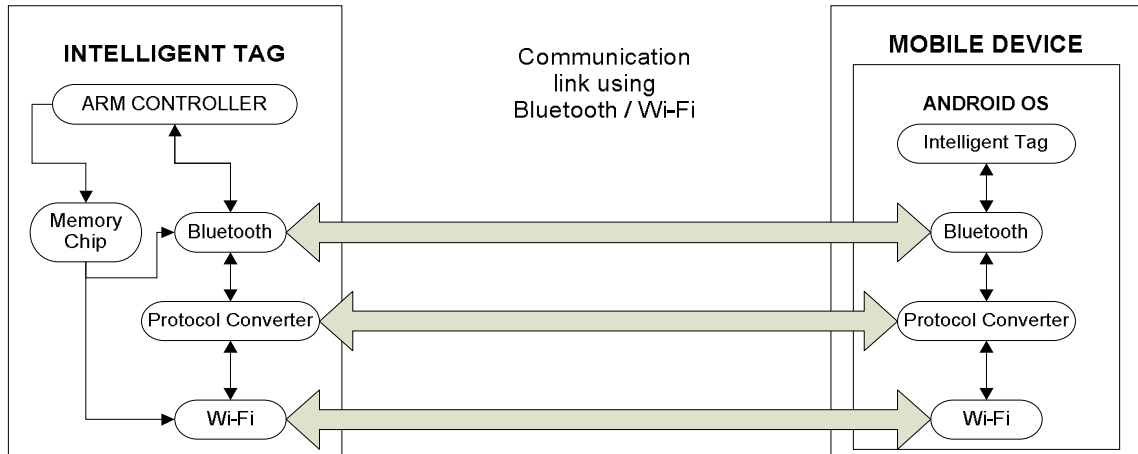 INTELLIGENT TAG
ARM CONTROLLER
Memory
Chip
Bluetooth
Protocol Converter
Wi-Fi
Communication
link using
Bluetooth / Wi-Fi
MOBILE DEVICE
ANDROID OS
Intelligent Tag
Bluetooth
Protocol Converter
Wi-Fi